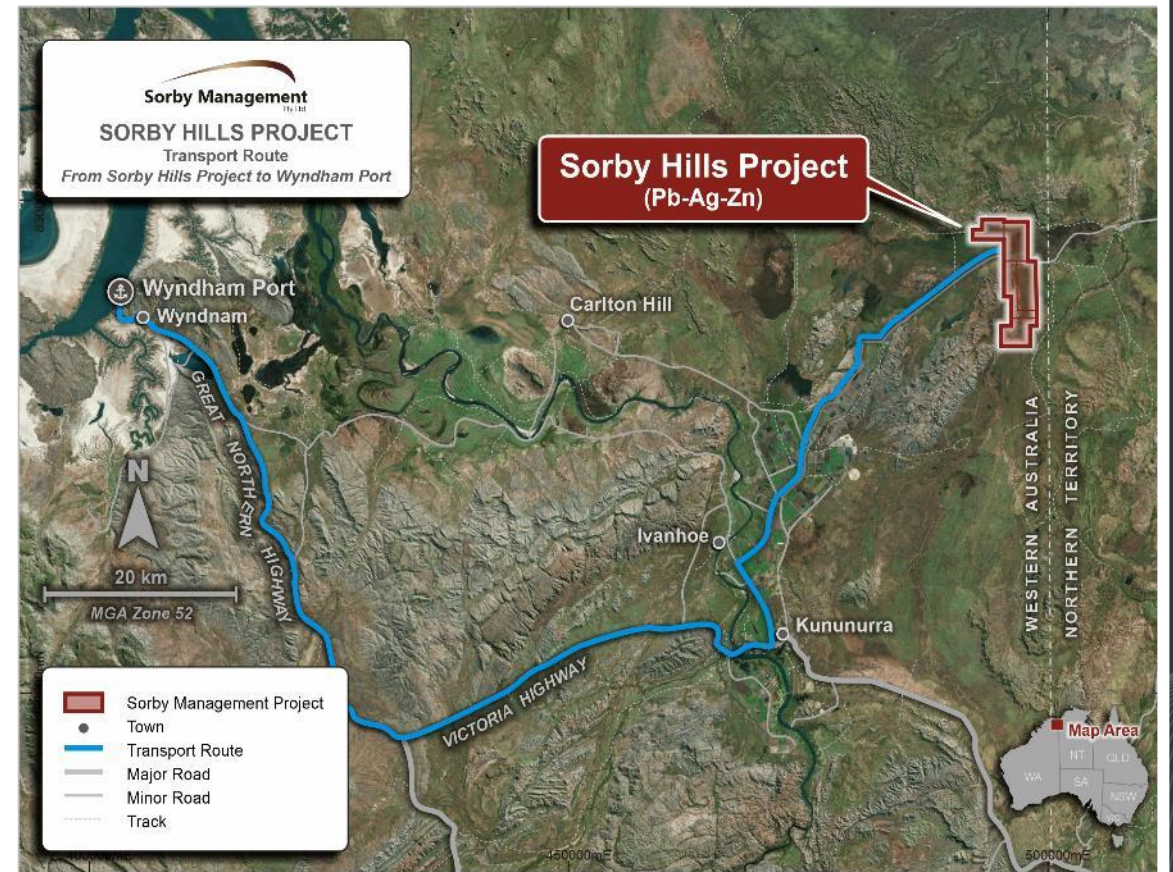 Sorby Management
Pty Ltd
SORBY HILLS PROJECT
Transport Route
From Sorby Hills Project to Wyndham Port
Sorby Hills Project
(Pb-Ag-Zn)
Wyndham Port
Wyndnam
Carlton Hill
GREAT NORTHERN HIGHWAY
N
20 km
MGA Zone 52
Ivanhoe
Kununurra
VICTORIA HIGHWAY
WESTERN AUSTRALIA
NORTHERN TERRITORY
Sorby Management Project
Town
Transport Route
Major Road
Minor Road
Track
Map Area
WA
NT
QLD
SA
NSW
VIC
450000mE
500000mE